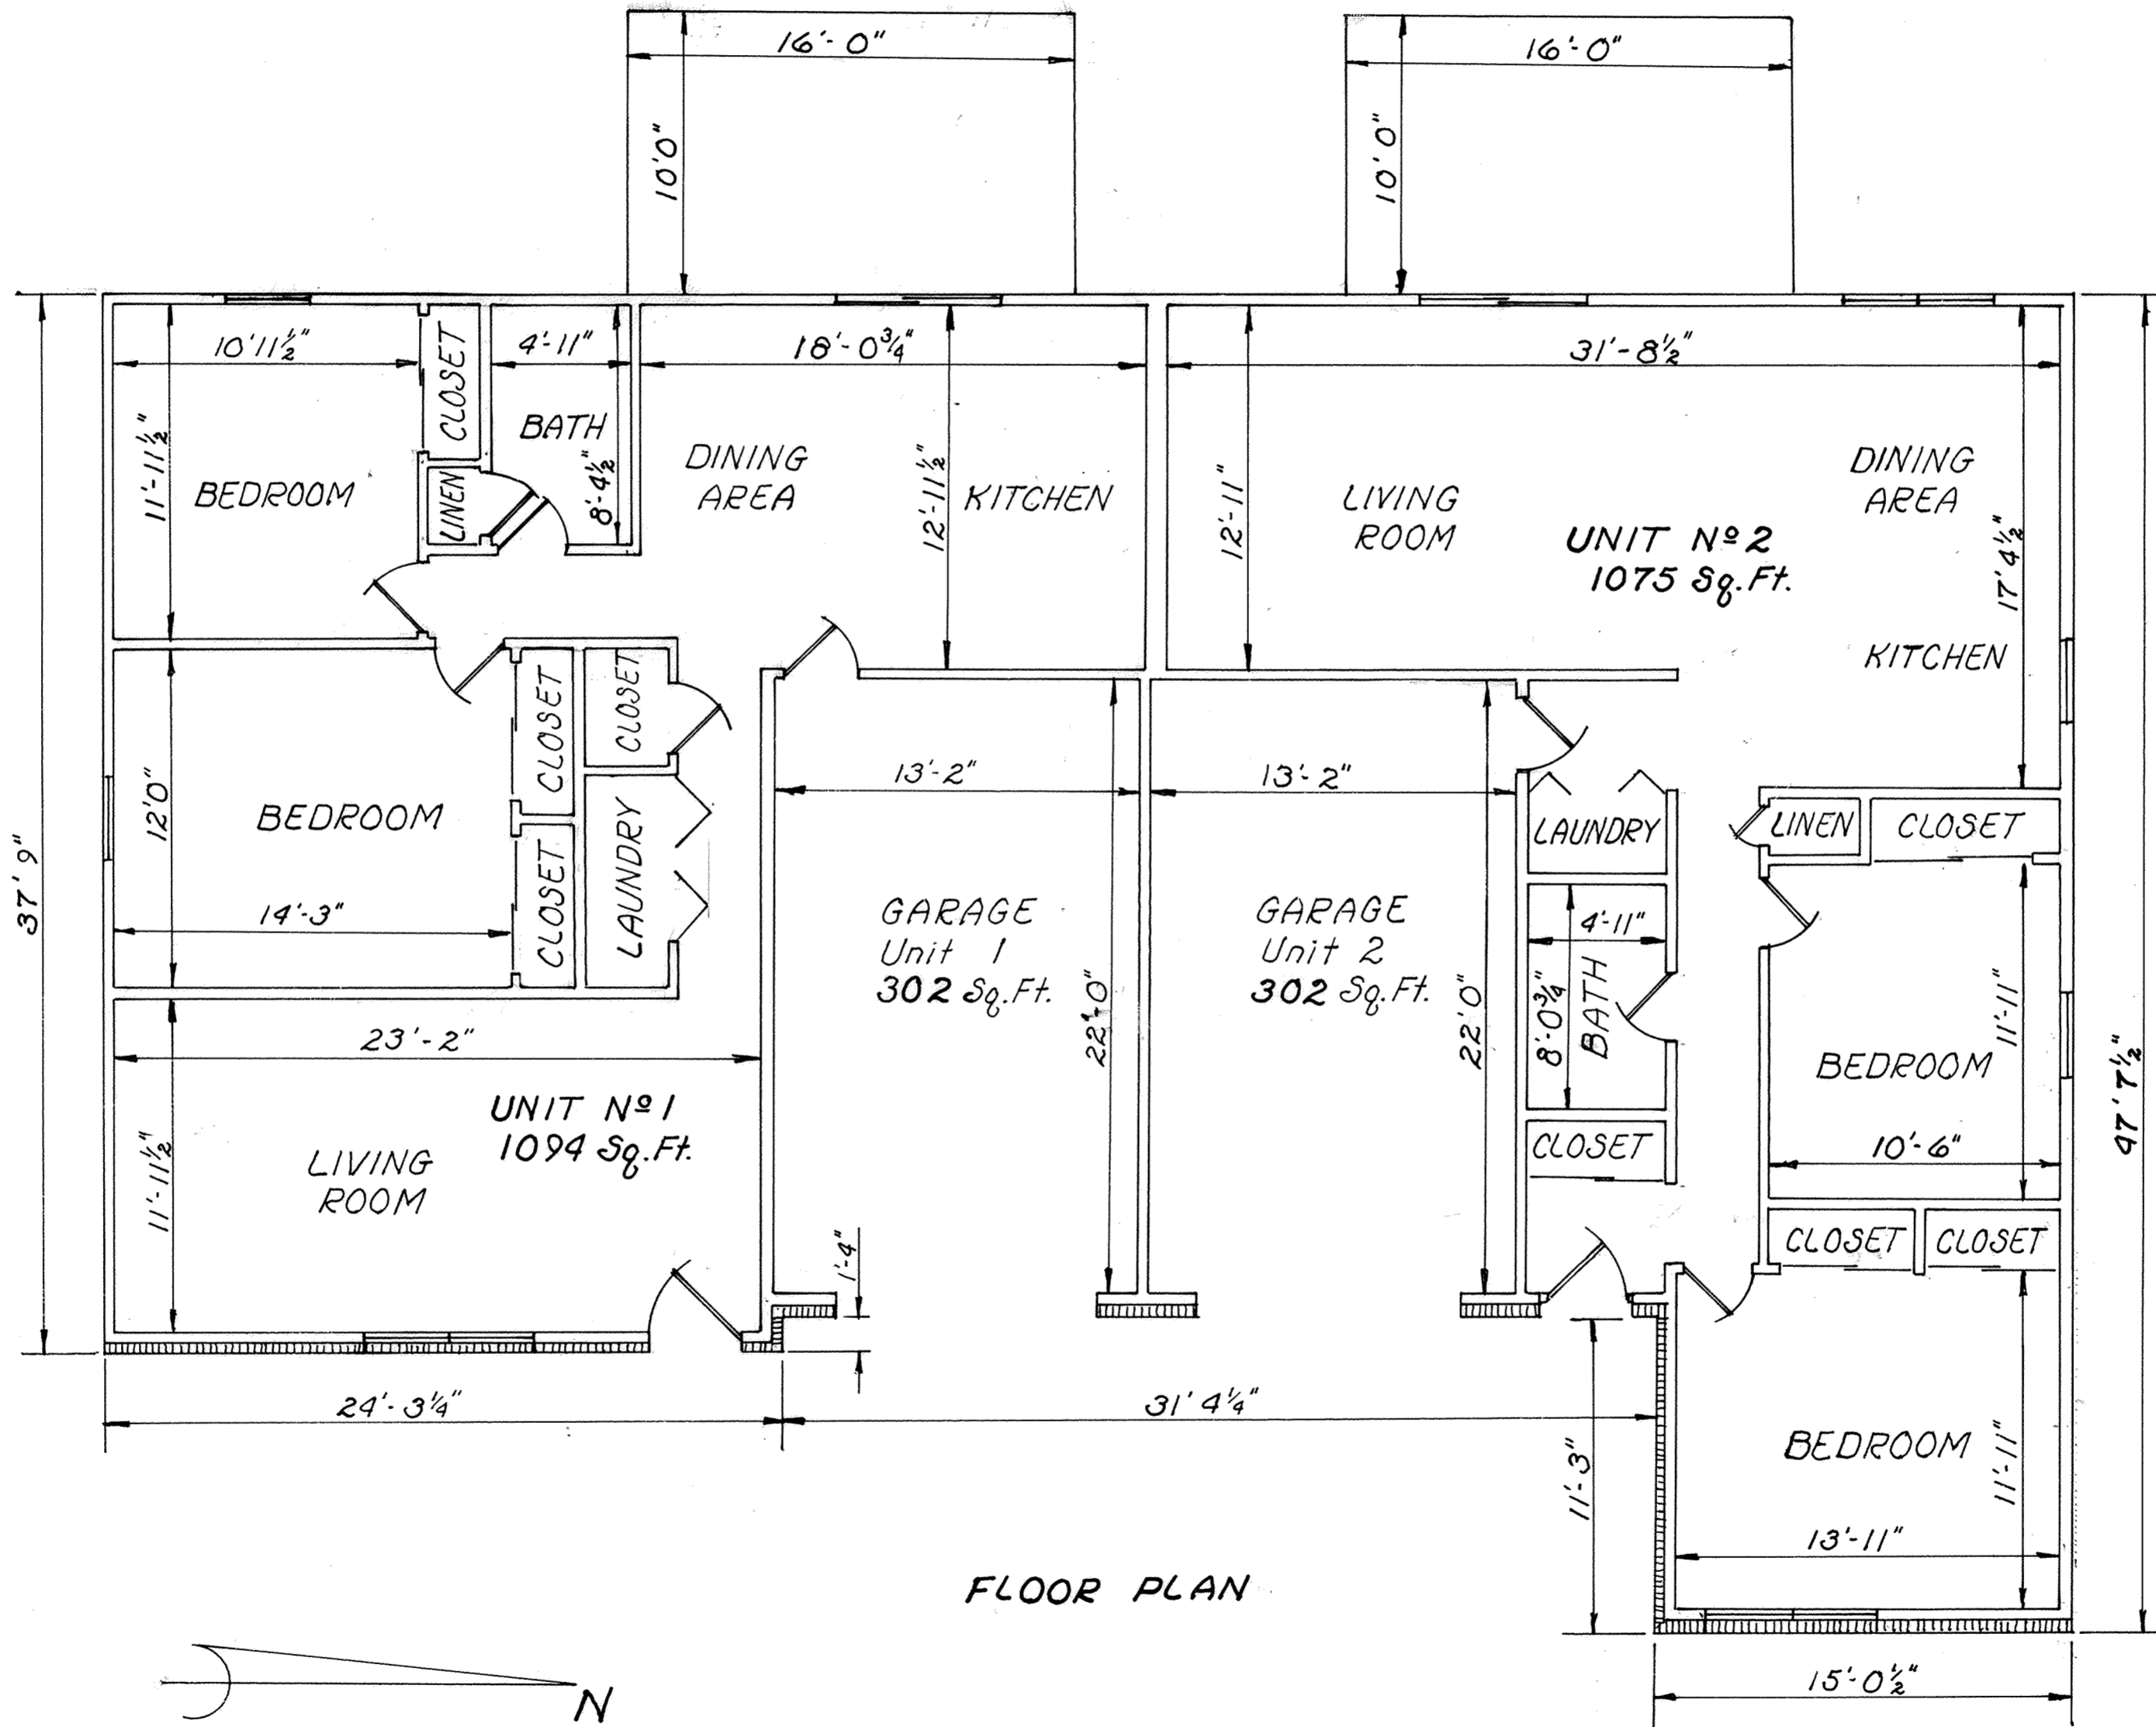 16'-0"
16'-0"
10'0"
10'0"
10'11½"
CLOSET
4'-11"
18'-0¾"
31'-8½"
11'-11½"
BEDROOM
LINEN
BATH
8'-4½"
DINING
AREA
12'-11½"
KITCHEN
12'-11"
LIVING
ROOM
UNIT Nº2
1075 Sq.Ft.
DINING
AREA
17'4½"
KITCHEN
37'9"
12'0"
BEDROOM
14'-3"
CLOSET
CLOSET
CLOSET
LAUNDRY
13'-2"
13'-2"
GARAGE
Unit 1
302 Sq.Ft.
22'-0"
GARAGE
Unit 2
302 Sq.Ft.
22'0"
LAUNDRY
LINEN
CLOSET
4'-11"
8'-0¾"
BATH
CLOSET
11'-11"
BEDROOM
10'-6"
CLOSET
CLOSET
47'7½"
23'-2"
UNIT Nº1
1094 Sq.Ft.
11'-11½"
LIVING
ROOM
1'-4"
24'-3¼"
31'4¼"
11'-3"
BEDROOM
11'-11"
13'-11"
FLOOR PLAN
N
15'-0½"